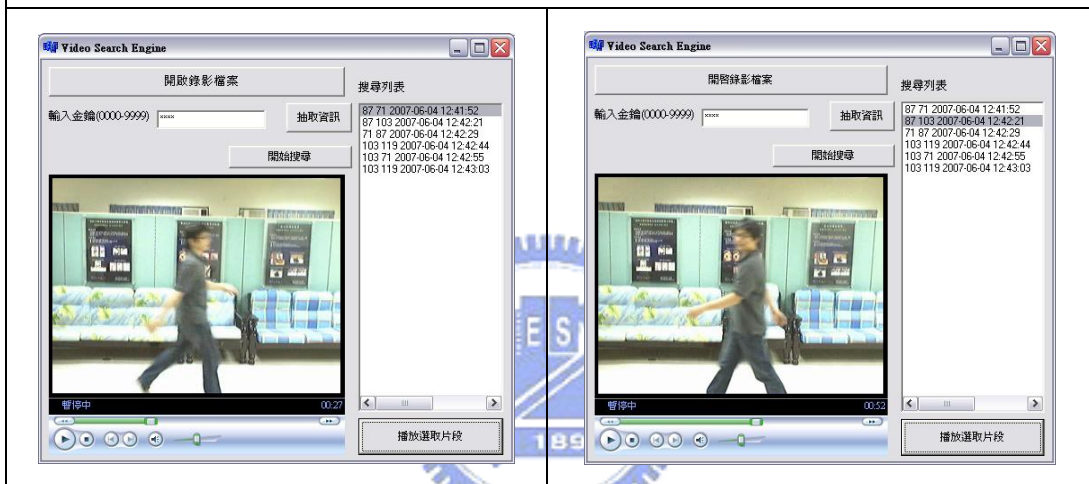 Video Search Engine
開啟錄影檔案
搜尋列表
輸入金鑰(0000-9999)
××××
抽取資訊
開始搜尋
87 71 2007-06-04 12:41:52
87 103 2007-06-04 12:42:21
71 87 2007-06-04 12:42:29
103 119 2007-06-04 12:42:44
103 71 2007-06-04 12:42:55
103 119 2007-06-04 12:43:03
暫停中
00:27
播放選取片段
Video Search Engine
開啓錄影檔案
搜尋列表
輸入金鑰(0000-9999)
××××
抽取資訊
開始搜尋
87 71 2007-06-04 12:41:52
87 103 2007-06-04 12:42:21
71 87 2007-06-04 12:42:29
103 119 2007-06-04 12:42:44
103 71 2007-06-04 12:42:55
103 119 2007-06-04 12:43:03
暫停中
00:52
播放選取片段
ES
189